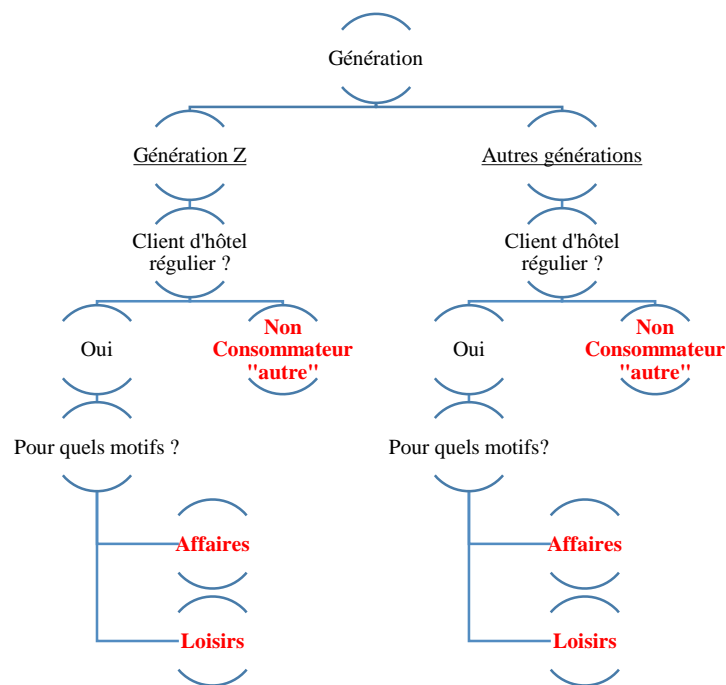 Génération
Génération Z
Autres générations
Client d'hôtel
régulier ?
Client d'hôtel
régulier ?
Oui
Non
Consommateur
"autre"
Oui
Non
Consommateur
"autre"
Pour quels motifs ?
Pour quels motifs?
Affaires
Affaires
Loisirs
Loisirs